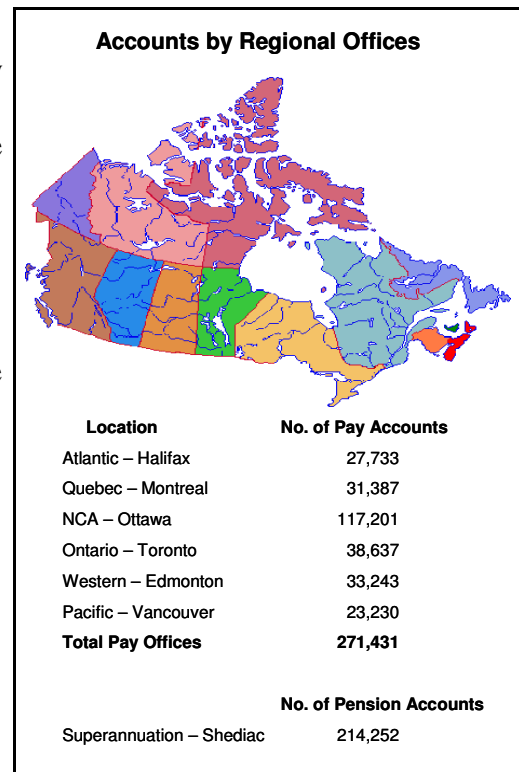 Accounts by Regional Offices
Location No. of Pay Accounts
Atlantic – Halifax 27,733
Quebec – Montreal 31,387
NCA – Ottawa 117,201
Ontario – Toronto 38,637
Western – Edmonton 33,243
Pacific – Vancouver 23,230
Total Pay Offices 271,431
No. of Pension Accounts
Superannuation – Shediac 214,252